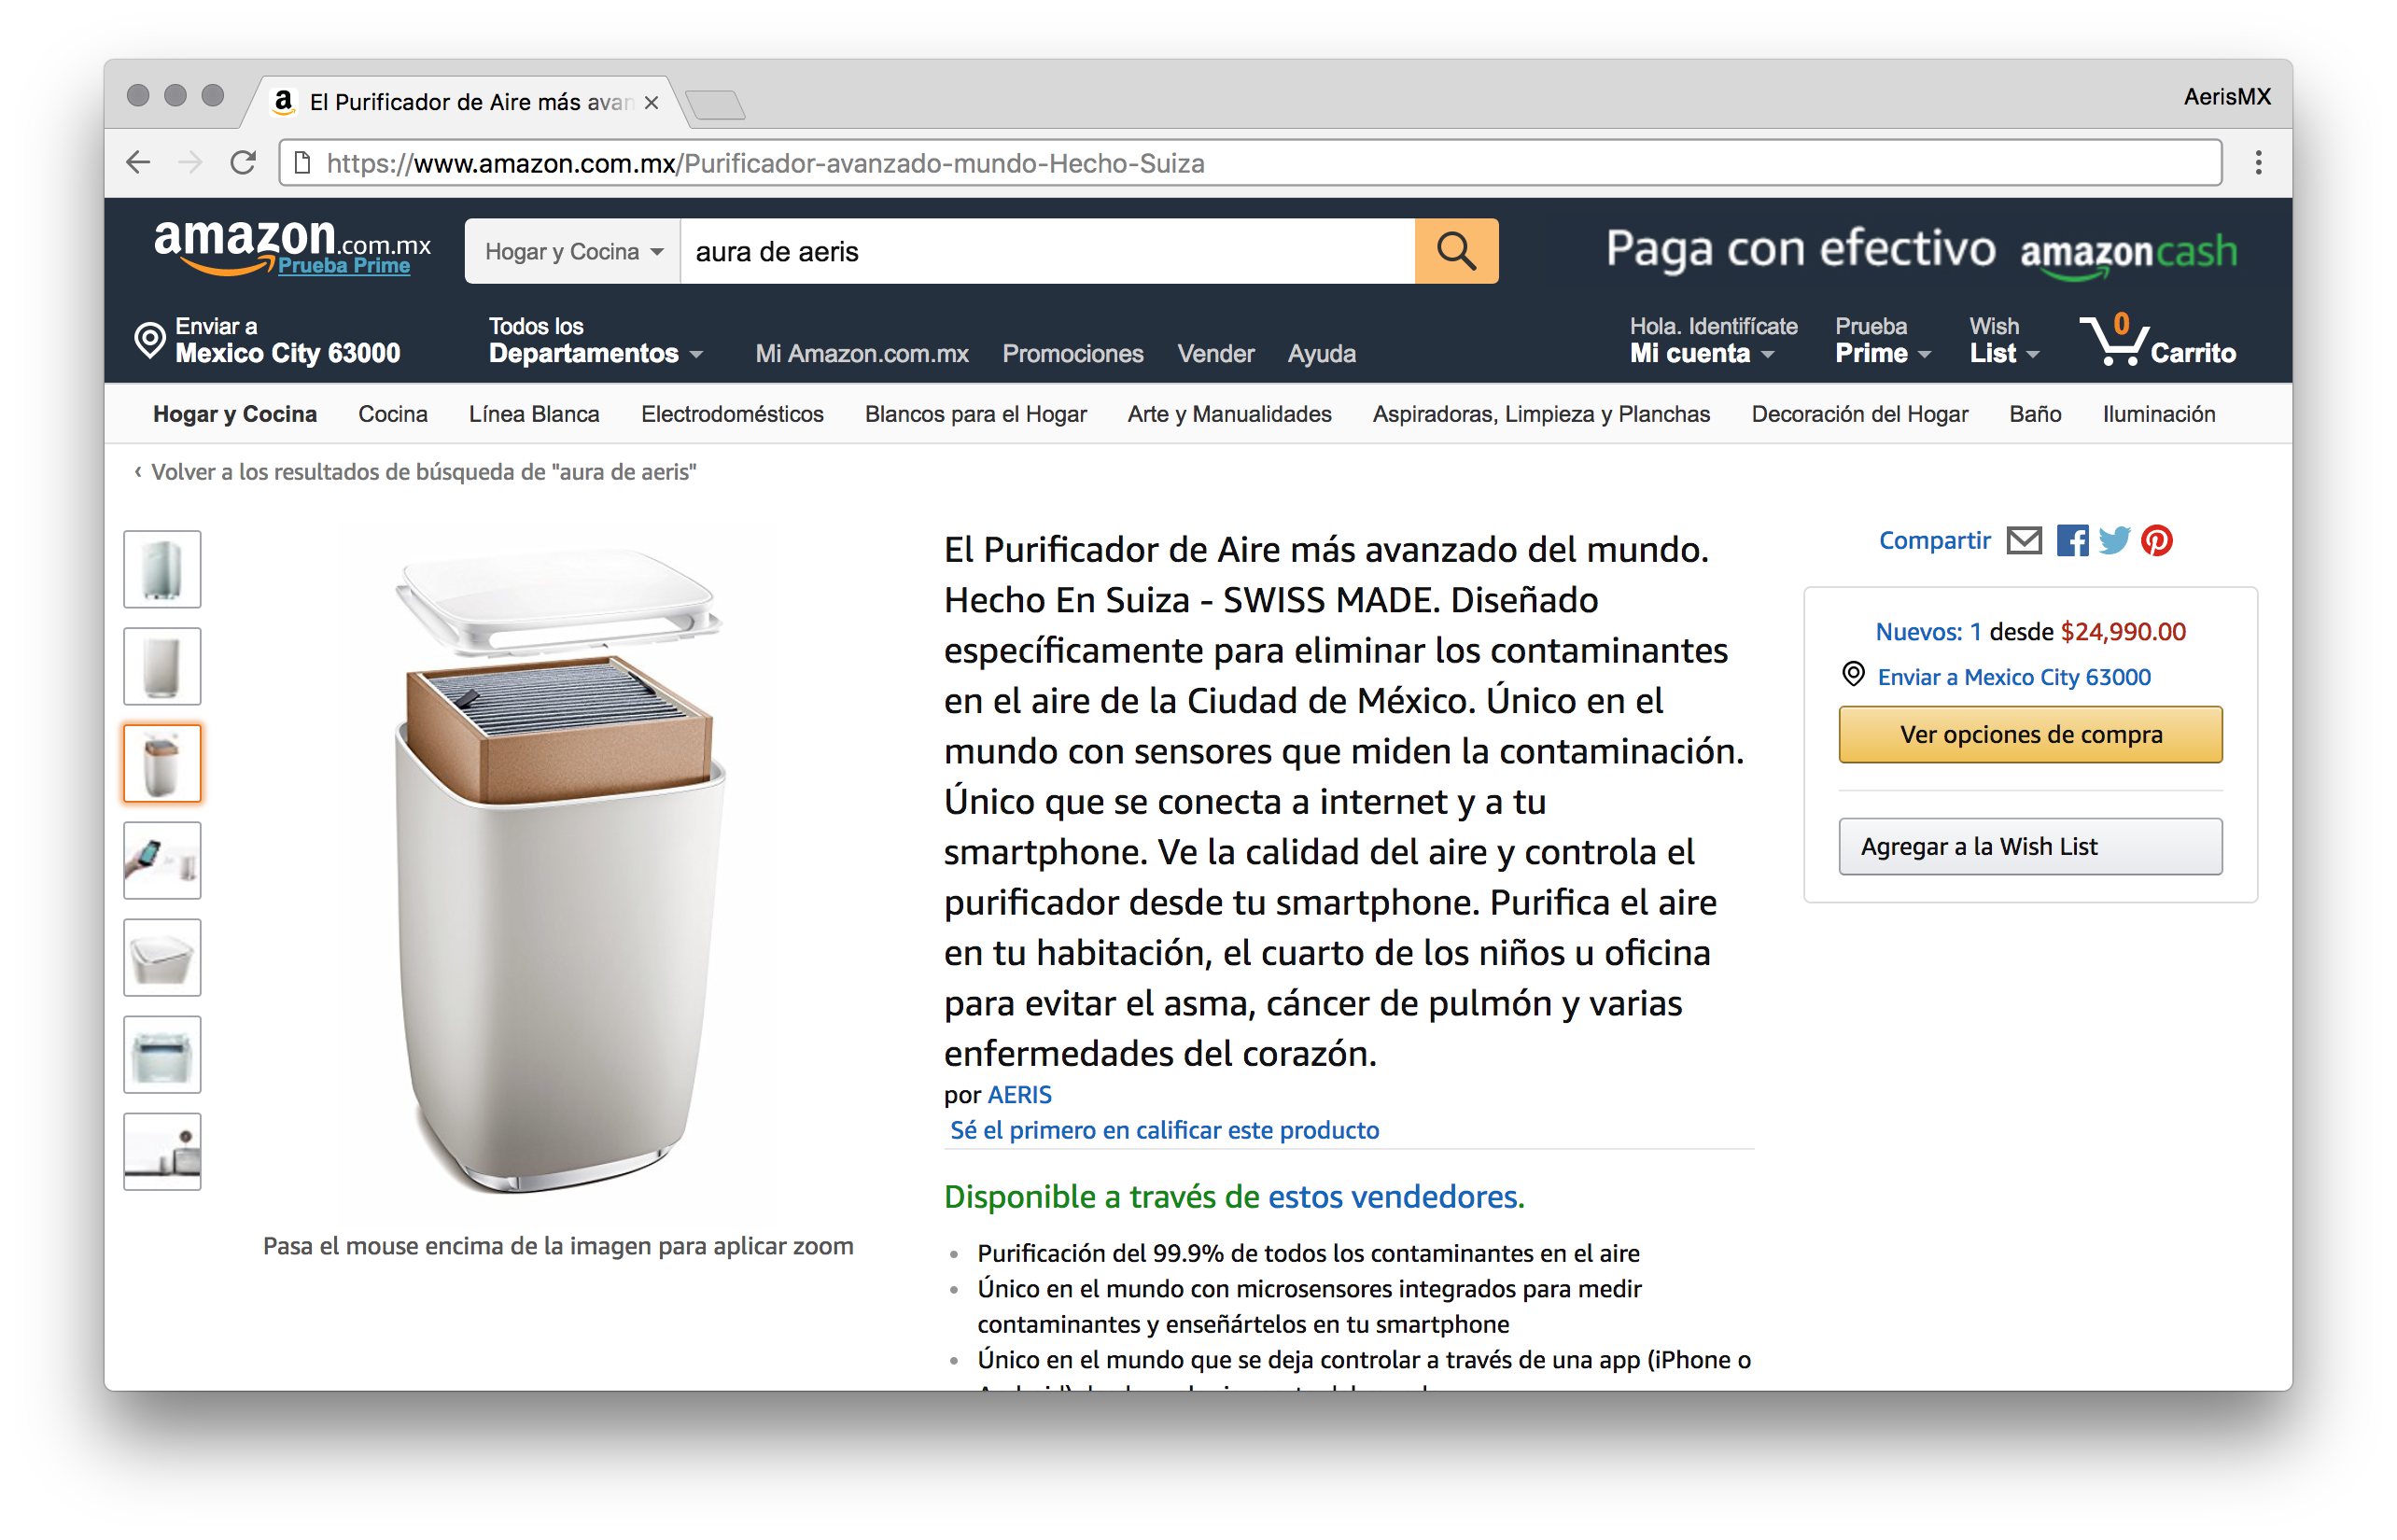 El Purificador de Aire más avan
AerisMX
https://www.amazon.com.mx/Purificador-avanzado-mundo-Hecho-Suiza
amazon.com.mx
Prueba Prime
Hogar y Cocina
aura de aeris
Paga con efectivo amazoncash
Enviar a
Mexico City 63000
Todos los
Departamentos
Mi Amazon.com.mx
Promociones
Vender
Ayuda
Hola. Identifícate
Mi cuenta
Prueba
Prime
Wish
List
0
Carrito
Hogar y Cocina
Cocina
Línea Blanca
Electrodomésticos
Blancos para el Hogar
Arte y Manualidades
Aspiradoras, Limpieza y Planchas
Decoración del Hogar
Baño
Iluminación
‹ Volver a los resultados de búsqueda de "aura de aeris"
Pasa el mouse encima de la imagen para aplicar zoom
El Purificador de Aire más avanzado del mundo.
Hecho En Suiza - SWISS MADE. Diseñado
específicamente para eliminar los contaminantes
en el aire de la Ciudad de México. Único en el
mundo con sensores que miden la contaminación.
Único que se conecta a internet y a tu
smartphone. Ve la calidad del aire y controla el
purificador desde tu smartphone. Purifica el aire
en tu habitación, el cuarto de los niños u oficina
para evitar el asma, cáncer de pulmón y varias
enfermedades del corazón.
por AERIS
Sé el primero en calificar este producto
Disponible a través de estos vendedores.
• Purificación del 99.9% de todos los contaminantes en el aire
• Único en el mundo con microsensores integrados para medir
contaminantes y enseñártelos en tu smartphone
• Único en el mundo que se deja controlar a través de una app (iPhone o
Compartir
Nuevos: 1 desde $24,990.00
Enviar a Mexico City 63000
Ver opciones de compra
Agregar a la Wish List